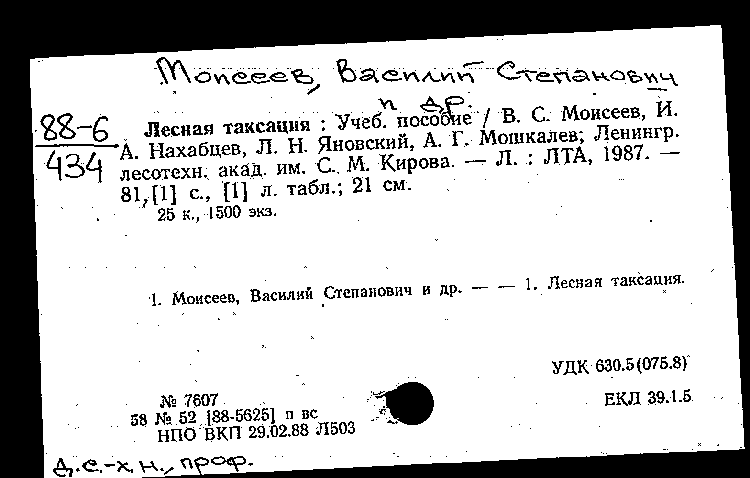 Моисеев, Василий Степанович
и др.
88-6
434
Лесная таксация : Учеб. пособие / В. С. Моисеев, И.
А. Нахабцев, Л. Н. Яновский, А. Г. Мошкалев; Ленингр.
лесотехн. акад. им. С. М. Кирова. — Л. : ЛТА, 1987. —
81,[1] с., [1] л. табл.; 21 см.
25 к., 1500 экз.
1. Моисеев, Василий Степанович и др. — — 1. Лесная таксация.
УДК 630.5(075.8)
№ 7607
ЕКЛ 39.1.5
58 № 52 [88-5625] п вс
НПО ВКП 29.02.88 Л503
д.с.-х.н., проф.